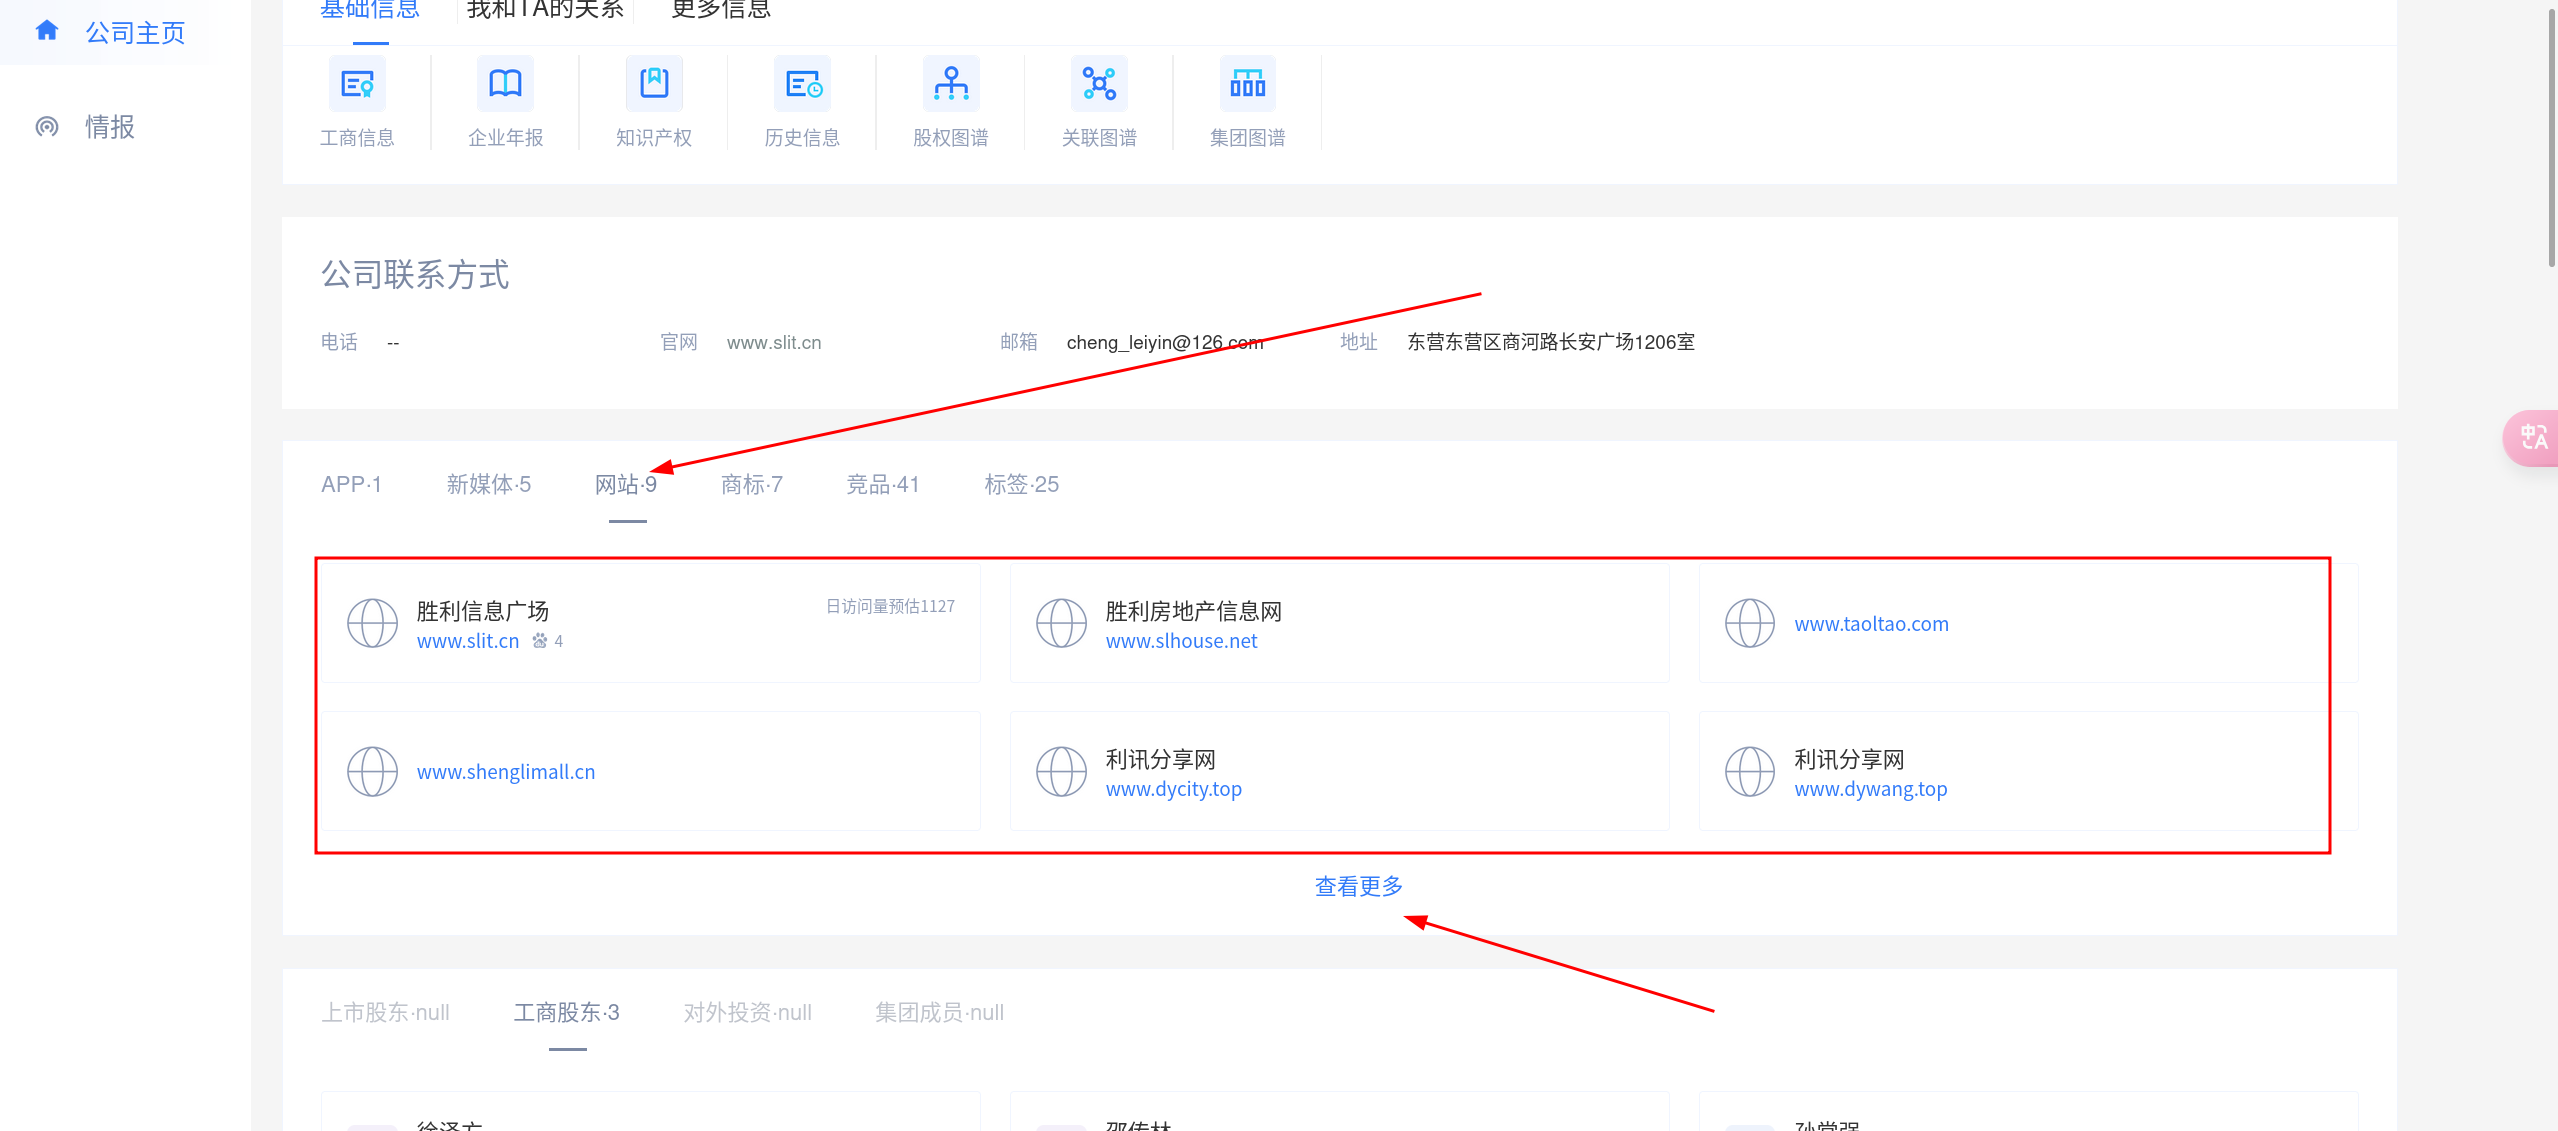 公司主页
情报
基础信息 我和TA的关系 更多信息
工商信息 企业年报 知识产权 历史信息 股权图谱 关联图谱 集团图谱
公司联系方式
电话 -- 官网 www.slit.cn 邮箱 cheng_leiyin@126.com 地址 东营东营区商河路长安广场1206室
APP·1 新媒体·5 网站·9 商标·7 竞品·41 标签·25
胜利信息广场 日访问量预估1127
www.slit.cn 4
胜利房地产信息网
www.slhouse.net
www.taoltao.com
www.shenglimall.cn
利讯分享网
www.dycity.top
利讯分享网
www.dywang.top
查看更多
上市股东·null 工商股东·3 对外投资·null 集团成员·null